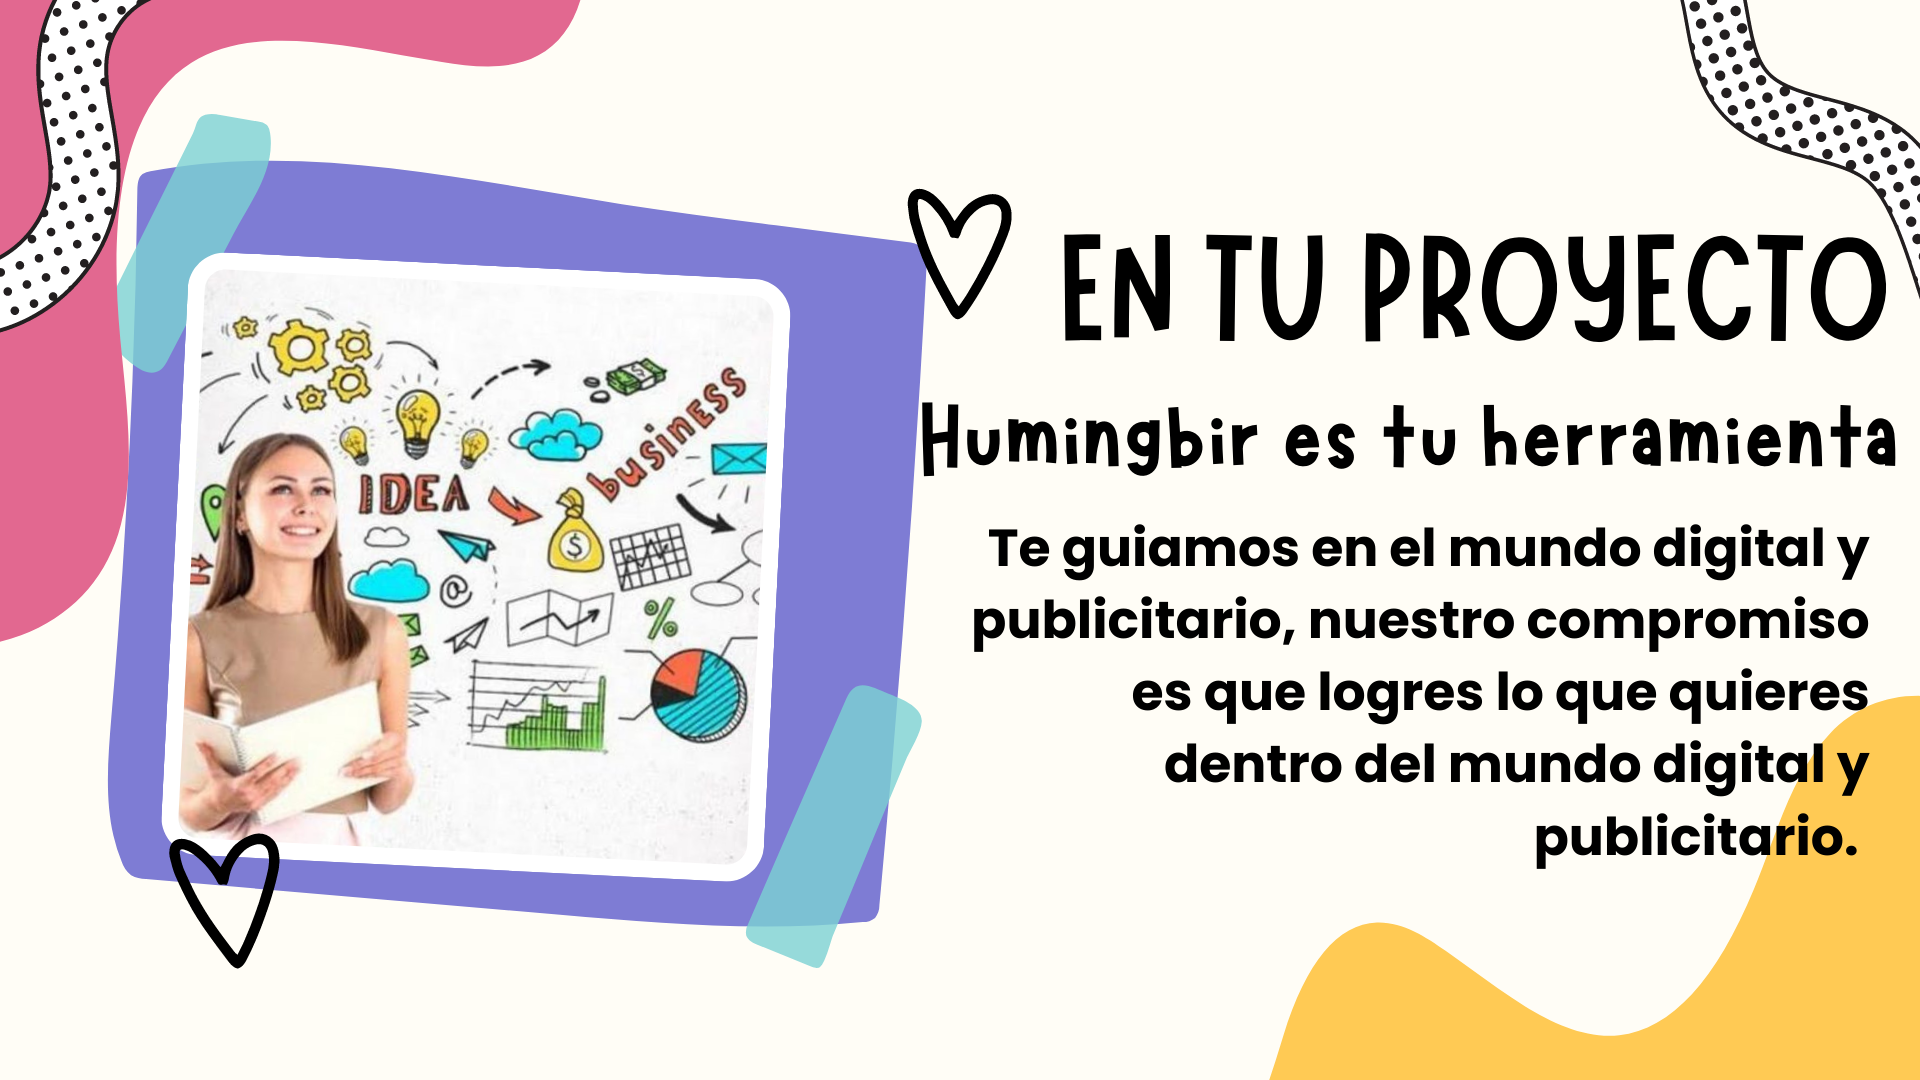 EN TU PROYECTO
Humingbir es tu herramienta
Te guiamos en el mundo digital y
publicitario, nuestro compromiso
es que logres lo que quieres
dentro del mundo digital y
publicitario.
business
IDEA
$
$
@
%